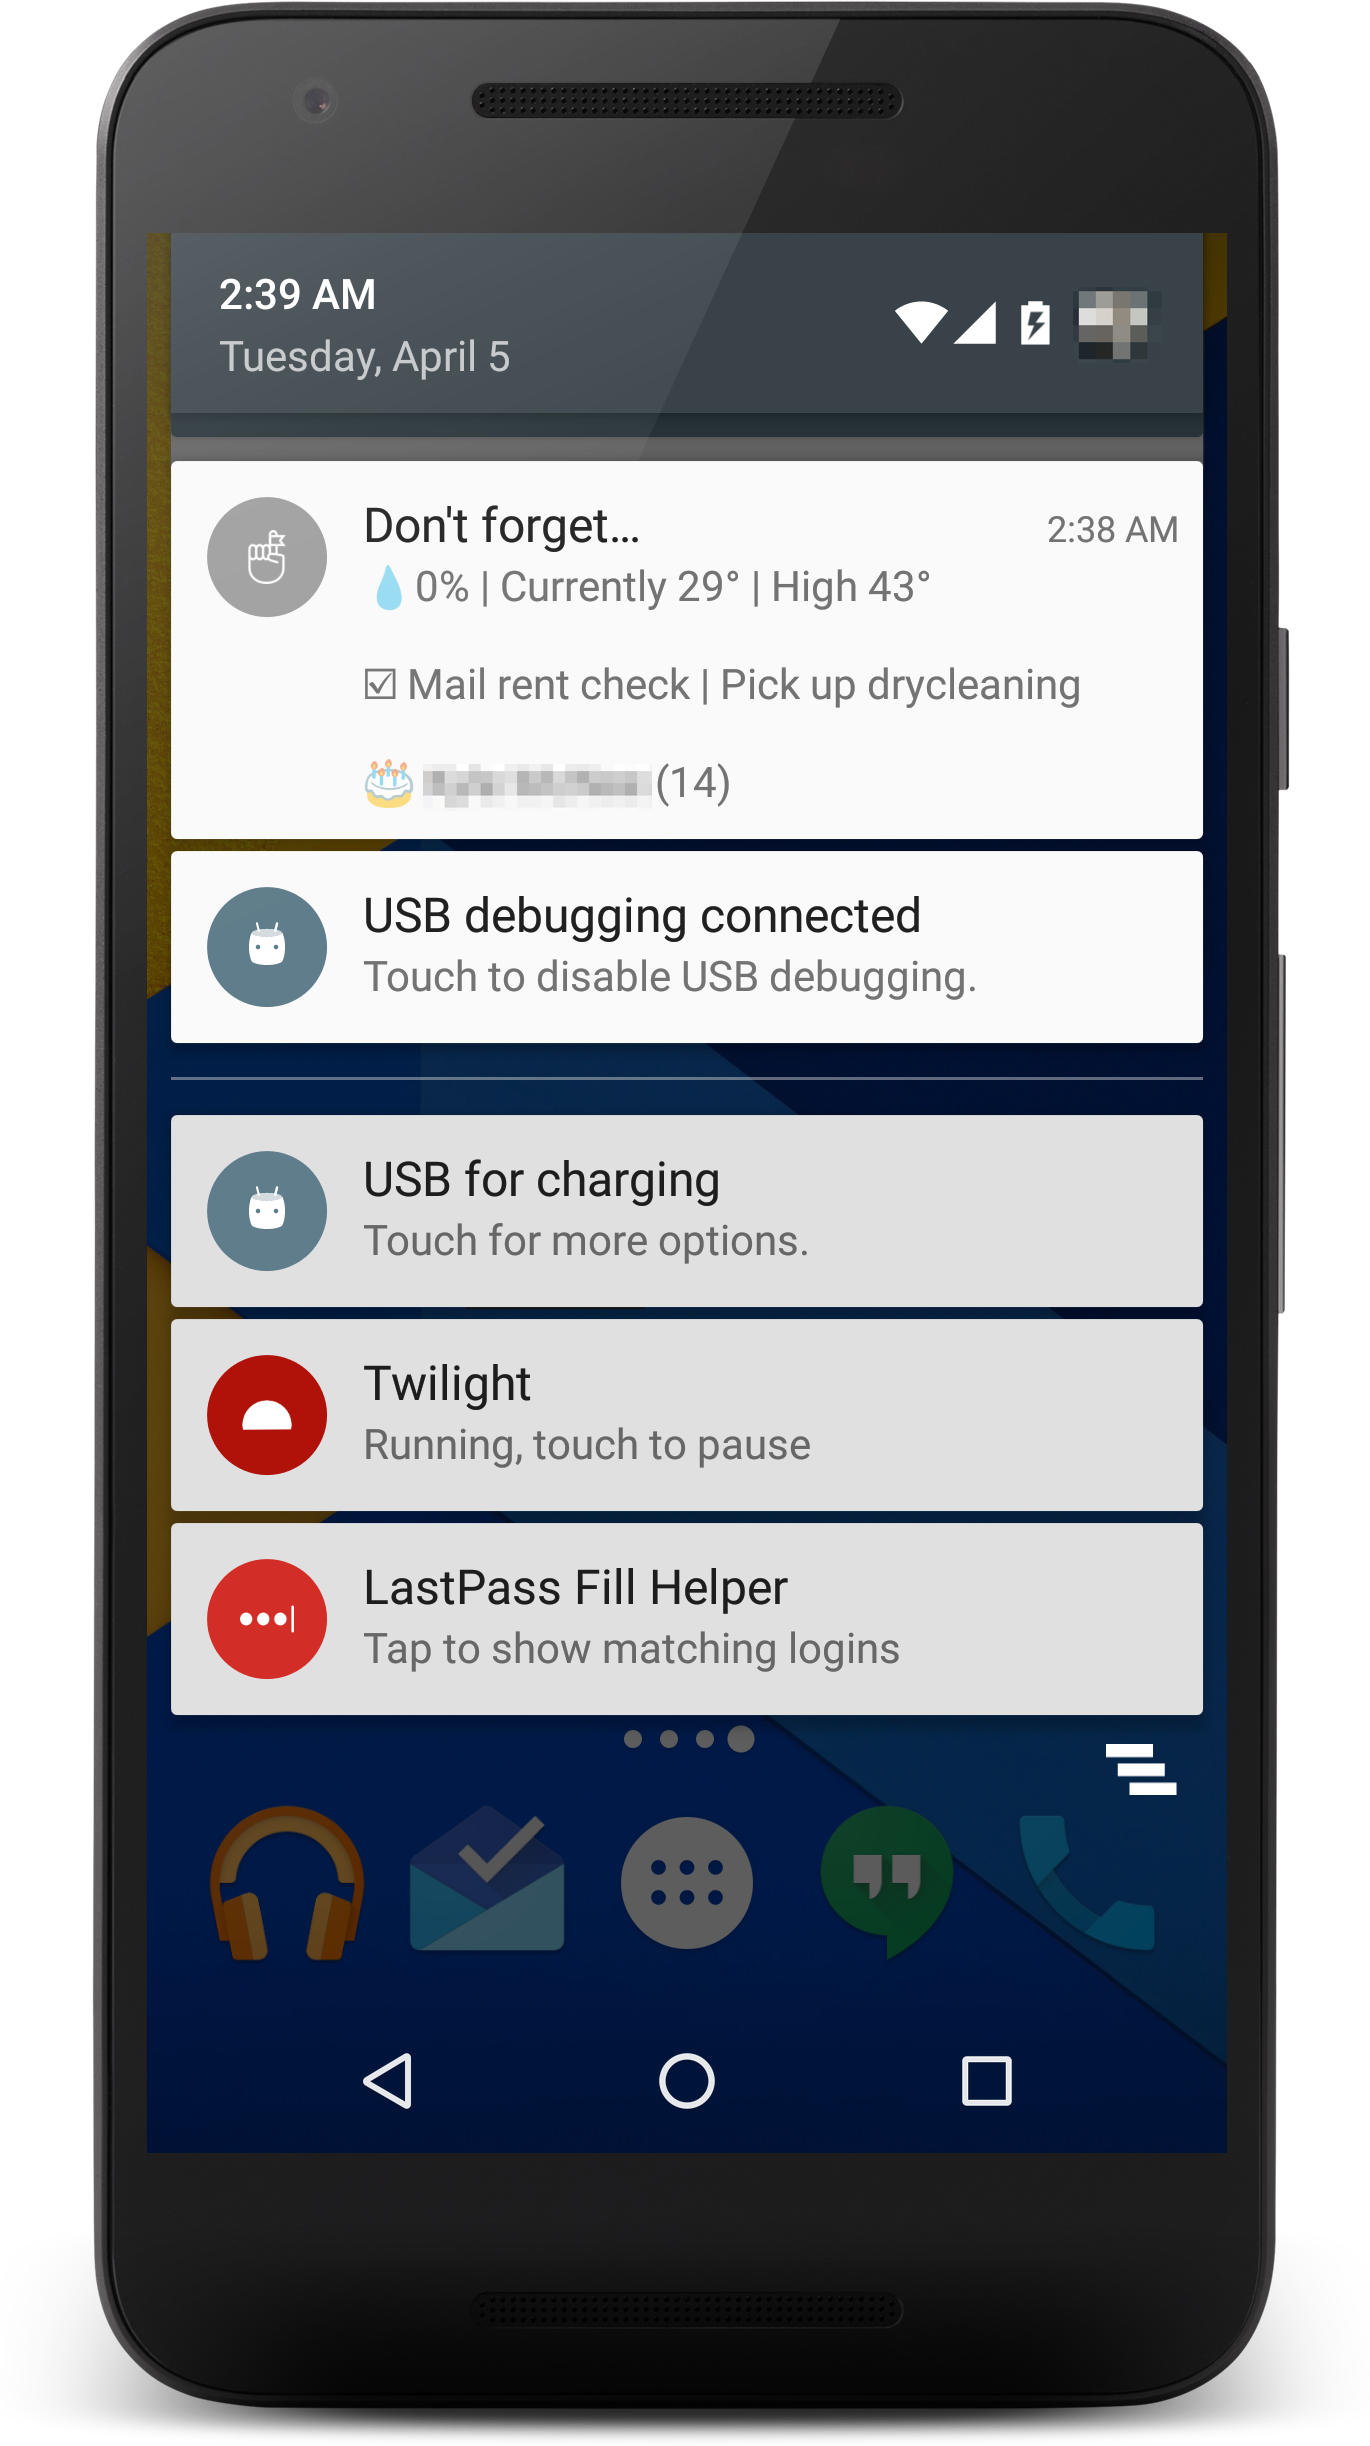 2:39 AM
Tuesday, April 5
Don't forget...
2:38 AM
0% | Currently 29° | High 43°
☑ Mail rent check | Pick up drycleaning
(14)
USB debugging connected
Touch to disable USB debugging.
USB for charging
Touch for more options.
Twilight
Running, touch to pause
LastPass Fill Helper
Tap to show matching logins